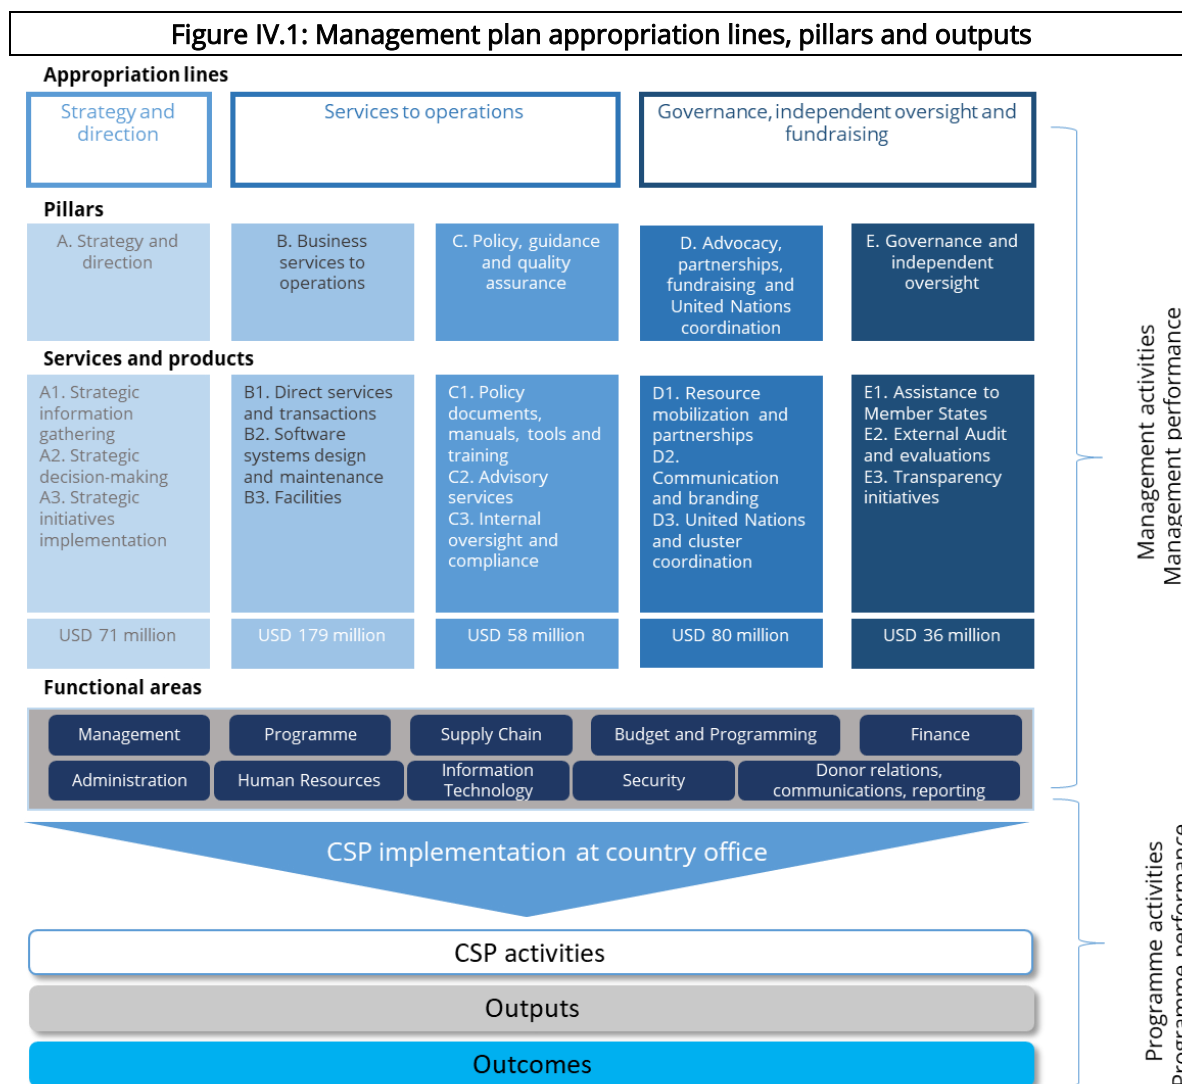 Figure IV.1: Management plan appropriation lines, pillars and outputs
Appropriation lines
Strategy and
direction
Services to operations
Governance, independent oversight and
fundraising
Pillars
A. Strategy and
direction
B. Business
services to
operations
C. Policy, guidance
and quality
assurance
D. Advocacy,
partnerships,
fundraising and
United Nations
coordination
E. Governance and
independent
oversight
Services and products
A1. Strategic
information
gathering
A2. Strategic
decision-making
A3. Strategic
initiatives
implementation
B1. Direct services
and transactions
B2. Software
systems design
and maintenance
B3. Facilities
C1. Policy
documents,
manuals, tools and
training
C2. Advisory
services
C3. Internal
oversight and
compliance
D1. Resource
mobilization and
partnerships
D2.
Communication
and branding
D3. United Nations
and cluster
coordination
E1. Assistance to
Member States
E2. External Audit
and evaluations
E3. Transparency
initiatives
USD 71 million
USD 179 million
USD 58 million
USD 80 million
USD 36 million
Functional areas
Management
Programme
Supply Chain
Budget and Programming
Finance
Administration
Human Resources
Information
Technology
Security
Donor relations,
communications, reporting
Management activities
Management performance
CSP implementation at country office
CSP activities
Outputs
Outcomes
Programme activities
Programme performance